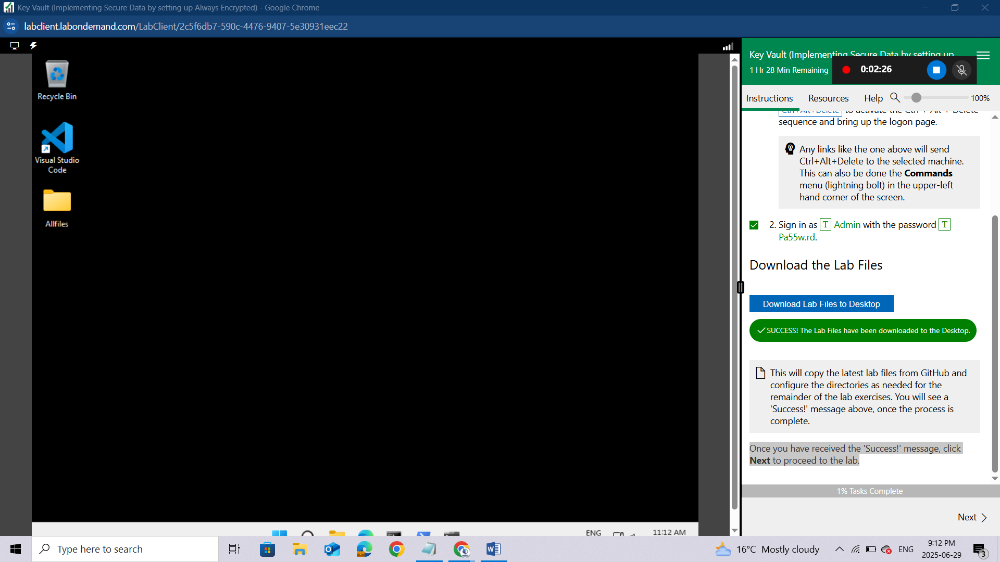 Key Vault (Implementing Secure Data by setting up Always Encrypted) - Google Chrome
labclient.labondemand.com/LabClient/2c5f6db7-590c-4476-9407-5e30931eec22
Recycle Bin
Visual Studio
Code
Allfiles
ENG
11:12 AM
Key Vault (Implementing Secure Data by setting up
1 Hr 28 Min Remaining
0:02:26
Instructions
Resources
Help
100%
Ctrl+Alt+Delete to activate the Ctrl + Alt + Delete
sequence and bring up the logon page.
Any links like the one above will send
Ctrl+Alt+Delete to the selected machine.
This can also be done the Commands
menu (lightning bolt) in the upper-left
hand corner of the screen.
2. Sign in as T Admin with the password T
Pa55w.rd.
Download the Lab Files
Download Lab Files to Desktop
SUCCESS! The Lab Files have been downloaded to the Desktop.
This will copy the latest lab files from GitHub and
configure the directories as needed for the
remainder of the lab exercises. You will see a
'Success!' message above, once the process is
complete.
Once you have received the 'Success!' message, click
Next to proceed to the lab.
1% Tasks Complete
Next
Type here to search
16°C Mostly cloudy
ENG
9:12 PM
2025-06-29
3